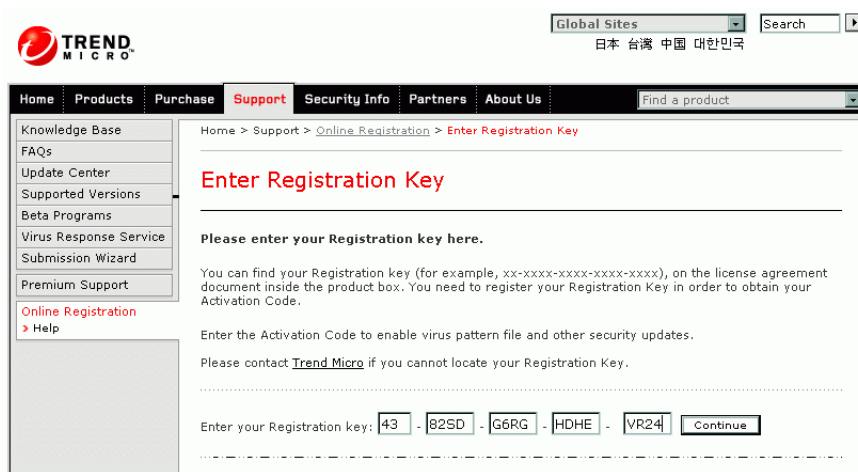 Global Sites
Search
日本 台灣 中国 대한민국
TREND
MICRO™
Home Products Purchase Support Security Info Partners About Us
Find a product
Knowledge Base
FAQs
Update Center
Supported Versions
Beta Programs
Virus Response Service
Submission Wizard
Premium Support
Online Registration
> Help
Home > Support > Online Registration > Enter Registration Key
Enter Registration Key
Please enter your Registration key here.
You can find your Registration key (for example, xx-xxxx-xxxx-xxxx-xxxx), on the license agreement
document inside the product box. You need to register your Registration Key in order to obtain your
Activation Code.
Enter the Activation Code to enable virus pattern file and other security updates.
Please contact Trend Micro if you cannot locate your Registration Key.
Enter your Registration key: 43 - 82SD - G6RG - HDHE - VR24 Continue